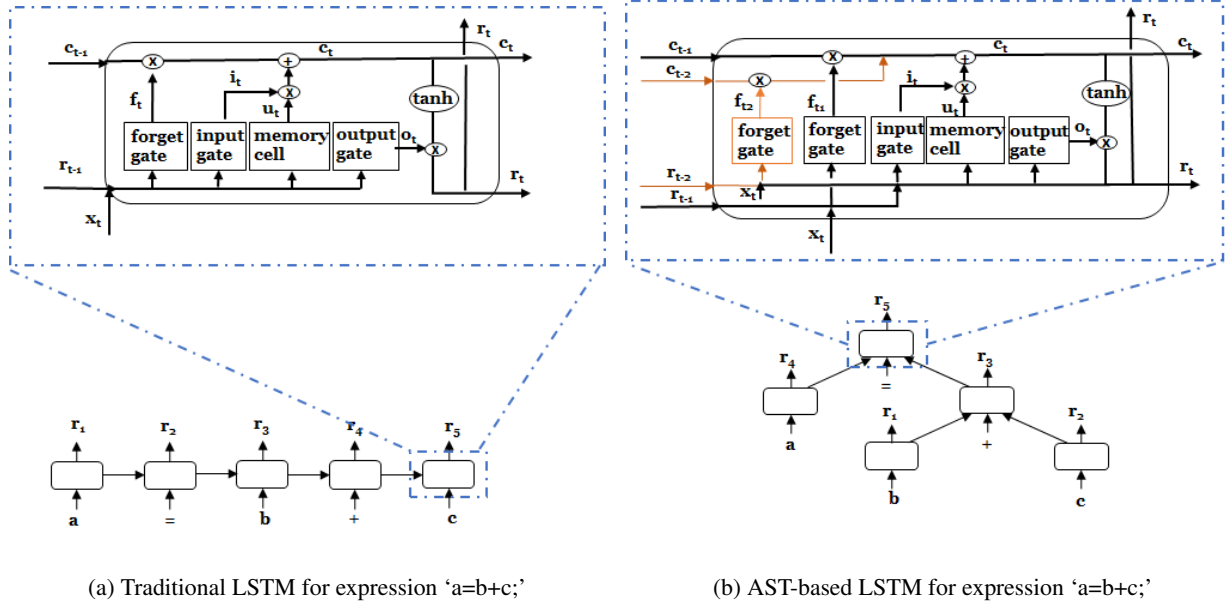 r_t
c_{t-1} c_t c_t
x +
i_t
f_t x
u_t tanh
forget gate input gate memory cell output gate o_t x
r_{t-1} r_t
x_t
r_1 r_2 r_3 r_4 r_5
a = b + c
(a) Traditional LSTM for expression ‘a=b+c;’
r_t
c_{t-1} c_t c_t
x +
c_{t-2} x i_t x tanh
f_{t2} f_{t1} u_t
forget gate forget gate input gate memory cell output gate o_t x
r_{t-2} r_t
x_t
r_{t-1}
x_t
r_5
r_4 = r_3
a r_1 + r_2
b c
(b) AST-based LSTM for expression ‘a=b+c;’